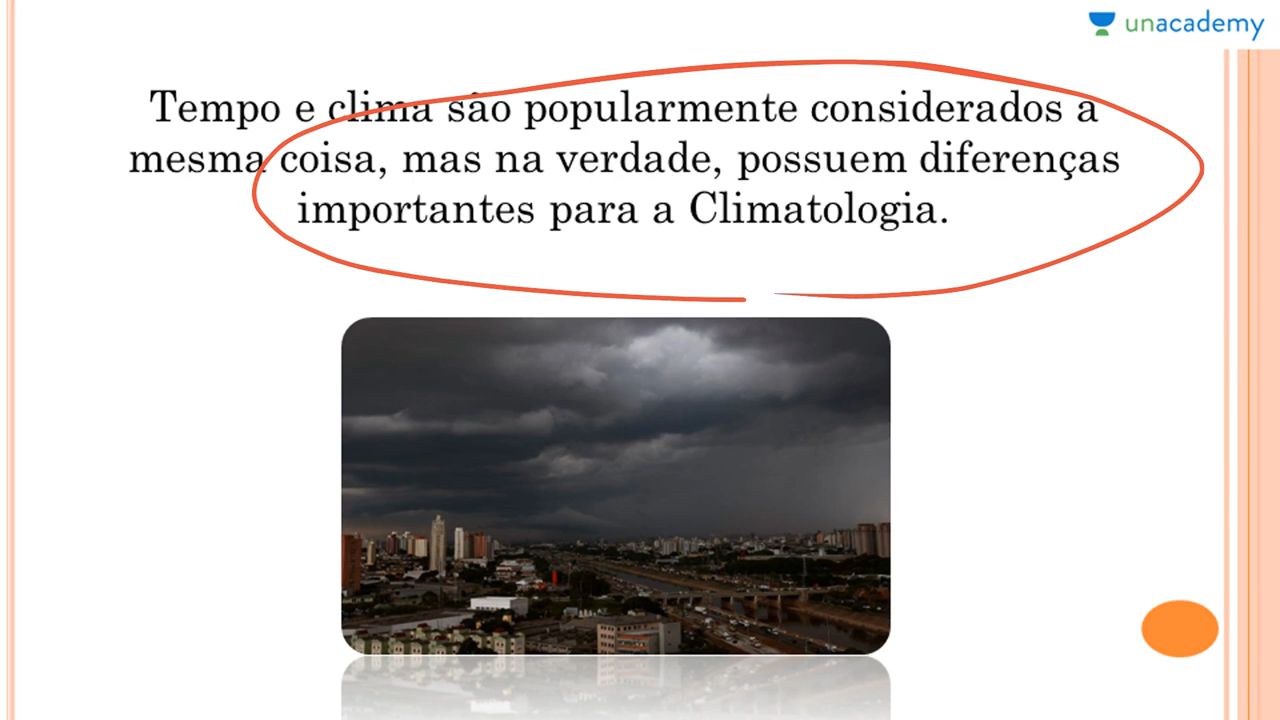 unacademy
Tempo e clima são popularmente considerados a
mesma coisa, mas na verdade, possuem diferenças
importantes para a Climatologia.